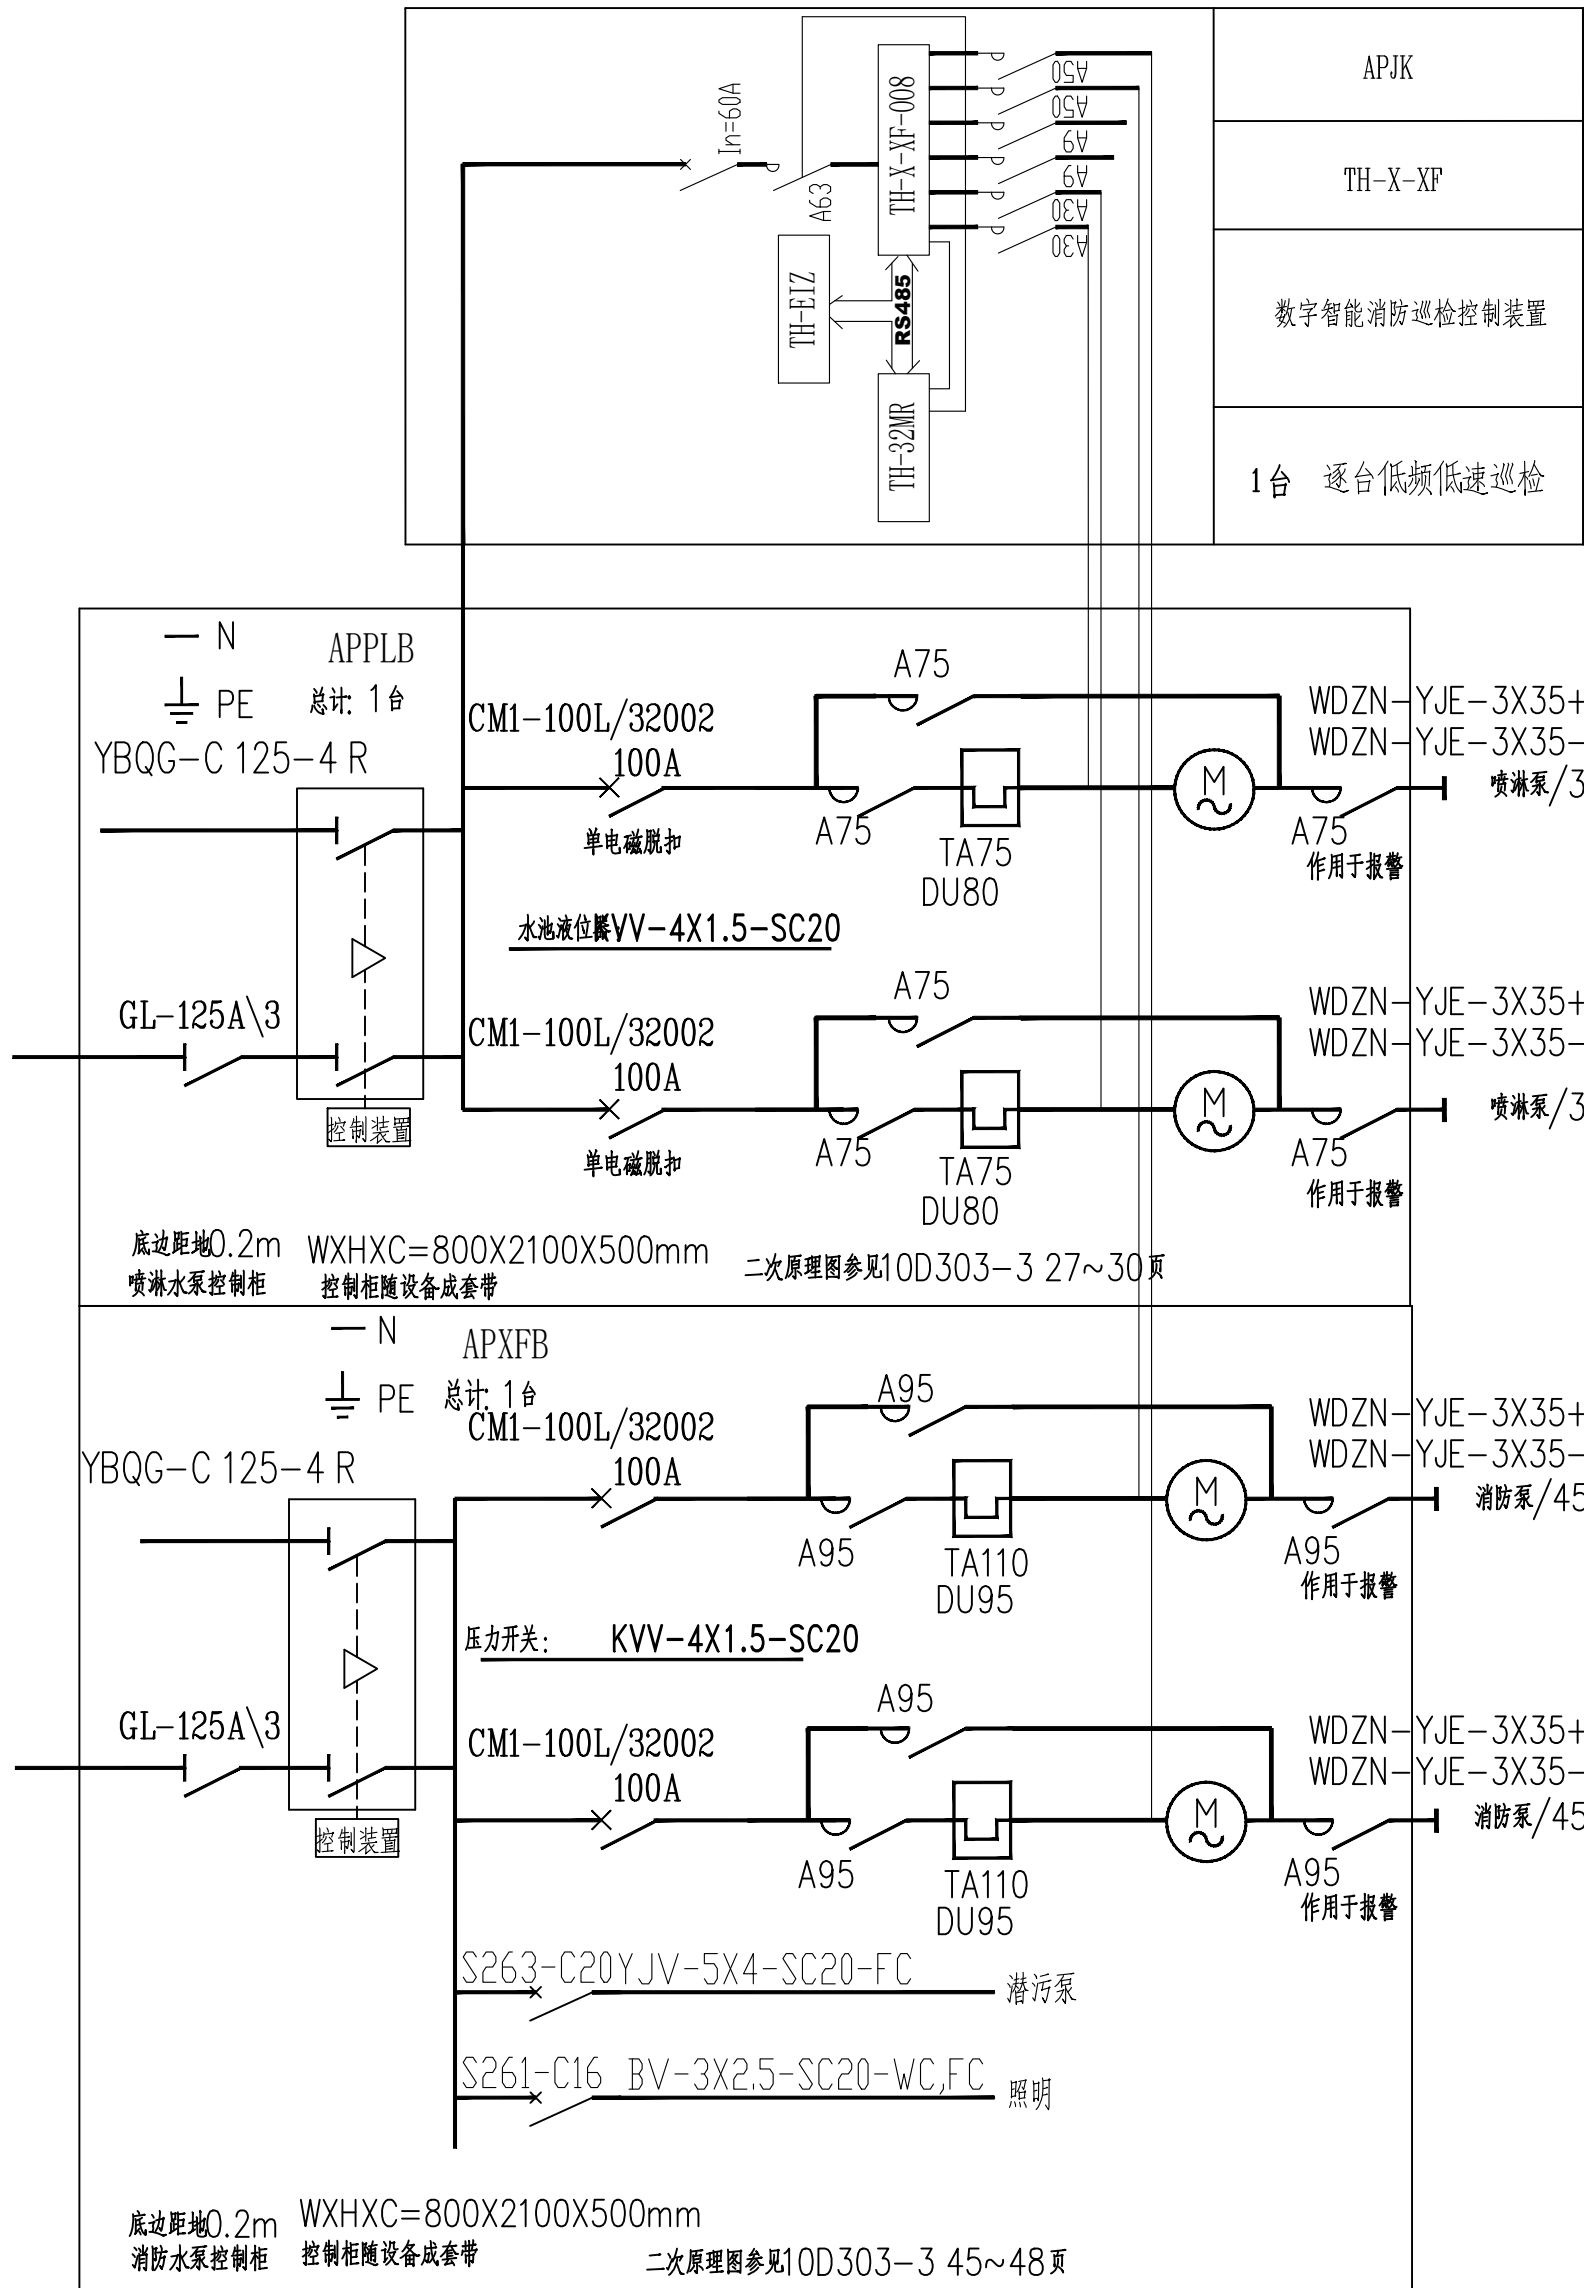 APJK
TH-X-XF
数字智能消防巡检控制装置
1台 逐台低频低速巡检
In=60A
A63
TH-X-XF-008
A50
A50
A9
A9
A30
A30
TH-EIZ
RS485
TH-32MR
N
PE
APPLB
总计: 1台
YBQG-C 125-4 R
CM1-100L/32002
100A
单电磁脱扣
A75
A75
TA75
DU80
M
A75
作用于报警
WDZN-YJE-3X35+
WDZN-YJE-3X35-
喷淋泵/3
水池液位器:
KVV-4X1.5-SC20
GL-125A\3
控制装置
CM1-100L/32002
100A
单电磁脱扣
A75
A75
TA75
DU80
M
A75
作用于报警
WDZN-YJE-3X35+
WDZN-YJE-3X35-
喷淋泵/3
底边距地0.2m WXHXC=800X2100X500mm
喷淋水泵控制柜 控制柜随设备成套带
二次原理图参见10D303-3 27~30页
N
PE
APXFB
总计: 1台
YBQG-C 125-4 R
CM1-100L/32002
100A
A95
A95
TA110
DU95
M
A95
作用于报警
WDZN-YJE-3X35+
WDZN-YJE-3X35-
消防泵/45
压力开关: KVV-4X1.5-SC20
GL-125A\3
控制装置
CM1-100L/32002
100A
A95
A95
TA110
DU95
M
A95
作用于报警
WDZN-YJE-3X35+
WDZN-YJE-3X35-
消防泵/45
S263-C20 YJV-5X4-SC20-FC 潜污泵
S261-C16 BV-3X2.5-SC20-WC,FC 照明
底边距地0.2m WXHXC=800X2100X500mm
消防水泵控制柜 控制柜随设备成套带
二次原理图参见10D303-3 45~48页